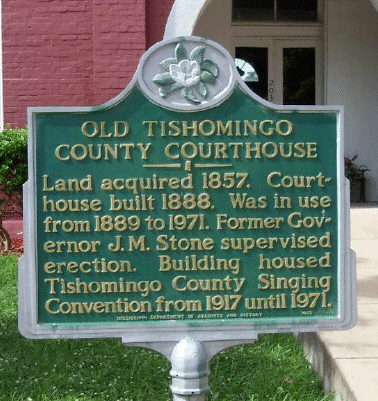 OLD TISHOMINGO
COUNTY COURTHOUSE
Land acquired 1857. Court-
house built 1888. Was in use
from 1889 to 1971. Former Gov-
ernor J.M. Stone supervised
erection. Building housed
Tishomingo County Singing
Convention from 1917 until 1971.
MISSISSIPPI DEPARTMENT OF ARCHIVES AND HISTORY